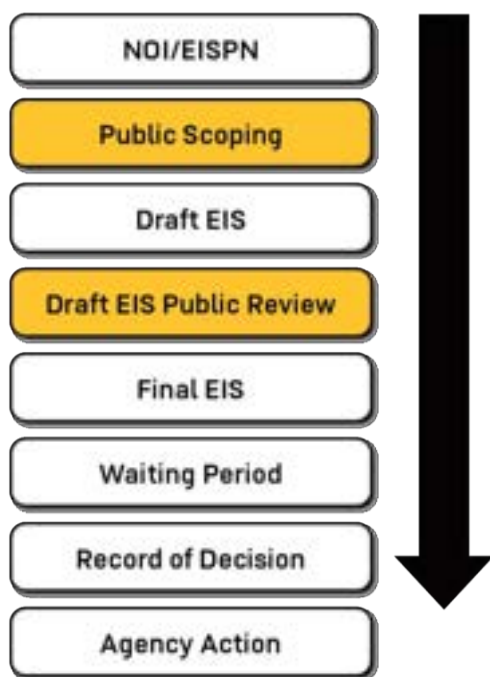 NOI/EISPN
Public Scoping
Draft EIS
Draft EIS Public Review
Final EIS
Waiting Period
Record of Decision
Agency Action